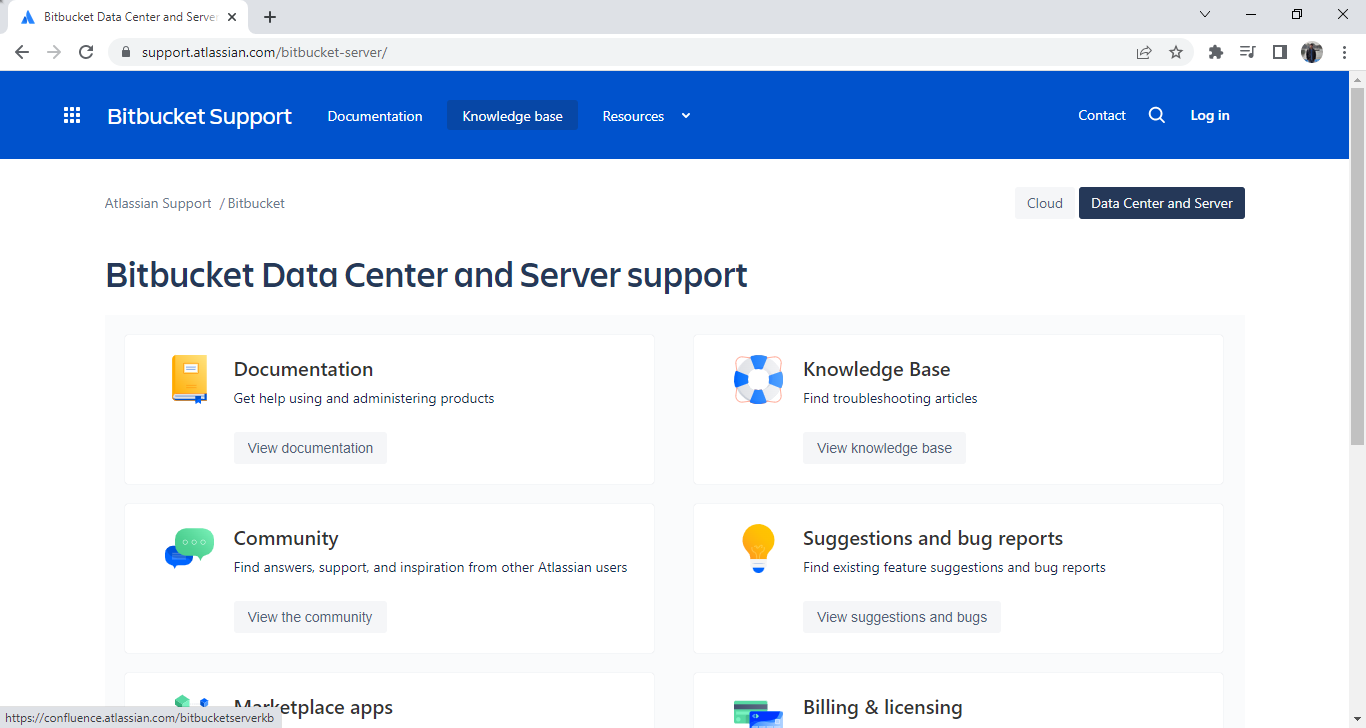 Bitbucket Data Center and Server
support.atlassian.com/bitbucket-server/
Bitbucket Support
Documentation
Knowledge base
Resources
Contact
Log in
Atlassian Support / Bitbucket
Cloud
Data Center and Server
Bitbucket Data Center and Server support
Documentation
Get help using and administering products
View documentation
Knowledge Base
Find troubleshooting articles
View knowledge base
Community
Find answers, support, and inspiration from other Atlassian users
View the community
Suggestions and bug reports
Find existing feature suggestions and bug reports
View suggestions and bugs
Marketplace apps
Billing & licensing
https://confluence.atlassian.com/bitbucketserverkb